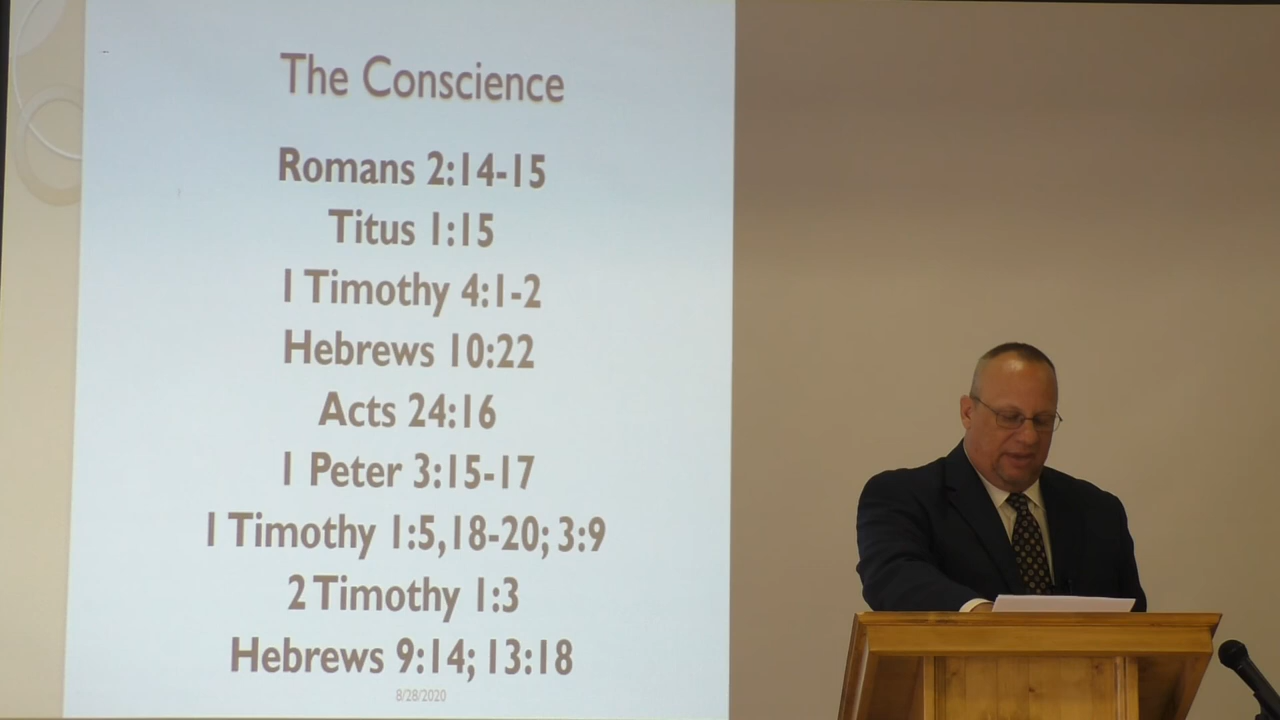 The Conscience
Romans 2:14-15
Titus 1:15
1 Timothy 4:1-2
Hebrews 10:22
Acts 24:16
1 Peter 3:15-17
1 Timothy 1:5,18-20; 3:9
2 Timothy 1:3
Hebrews 9:14; 13:18
8/28/2020